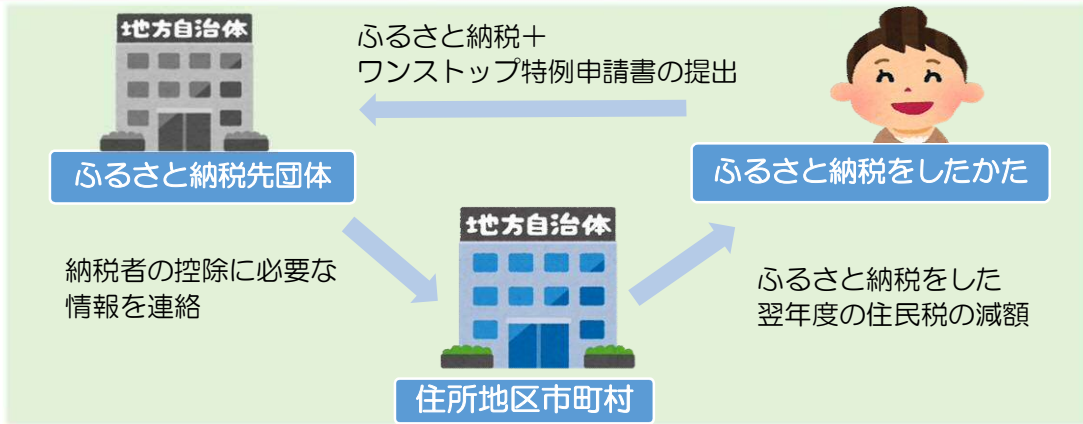 地方自治体
ふるさと納税＋
ワンストップ特例申請書の提出
ふるさと納税先団体
ふるさと納税をしたかた
地方自治体
納税者の控除に必要な
情報を連絡
ふるさと納税をした
翌年度の住民税の減額
住所地区市町村